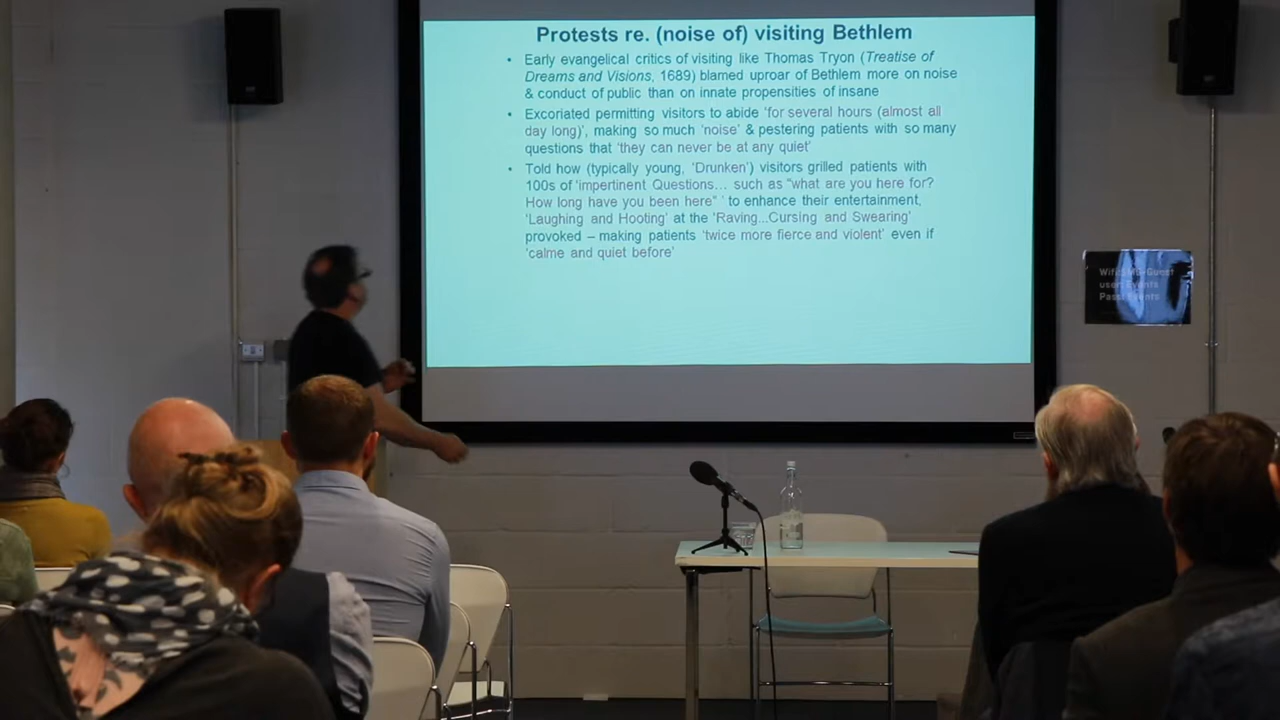 Protests re. (noise of) visiting Bethlem
• Early evangelical critics of visiting like Thomas Tryon (Treatise of
Dreams and Visions, 1689) blamed uproar of Bethlem more on noise
& conduct of public than on innate propensities of insane
• Excoriated permitting visitors to abide ‘for several hours (almost all
day long)’, making so much ‘noise’ & pestering patients with so many
questions that ‘they can never be at any quiet’
• Told how (typically young, ‘Drunken’) visitors grilled patients with
100s of ‘impertinent Questions… such as “what are you here for?
How long have you been here” ’ to enhance their entertainment,
‘Laughing and Hooting’ at the ‘Raving...Cursing and Swearing’
provoked – making patients ‘twice more fierce and violent’ even if
‘calme and quiet before’
Guest
user: Events
Pass: Events